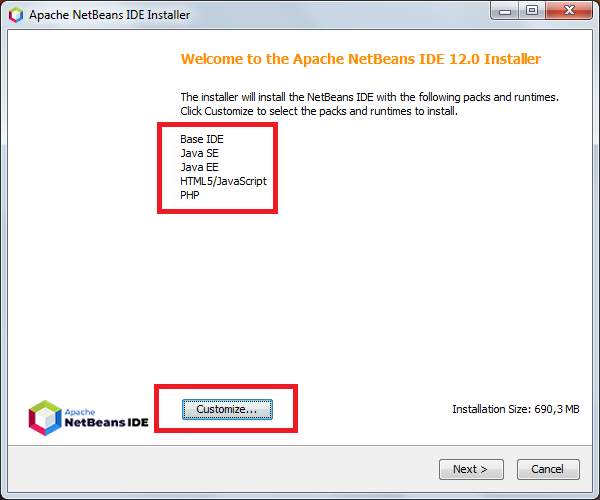 Apache NetBeans IDE Installer
Welcome to the Apache NetBeans IDE 12.0 Installer
The installer will install the NetBeans IDE with the following packs and runtimes.
Click Customize to select the packs and runtimes to install.
Base IDE
Java SE
Java EE
HTML5/JavaScript
PHP
Apache
NetBeans IDE
Customize...
Installation Size: 690,3 MB
Next >
Cancel